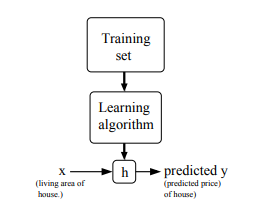 Training
set
Learning
algorithm
x h predicted y
(living area of (predicted price)
house.) of house)